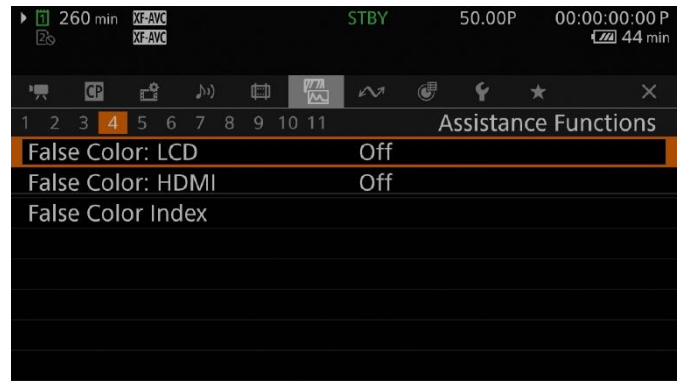 1 260 min XF-AVC STBY 50.00P 00:00:00:00 P
2 XF-AVC 44 min
CP
1 2 3 4 5 6 7 8 9 10 11 Assistance Functions
False Color: LCD Off
False Color: HDMI Off
False Color Index